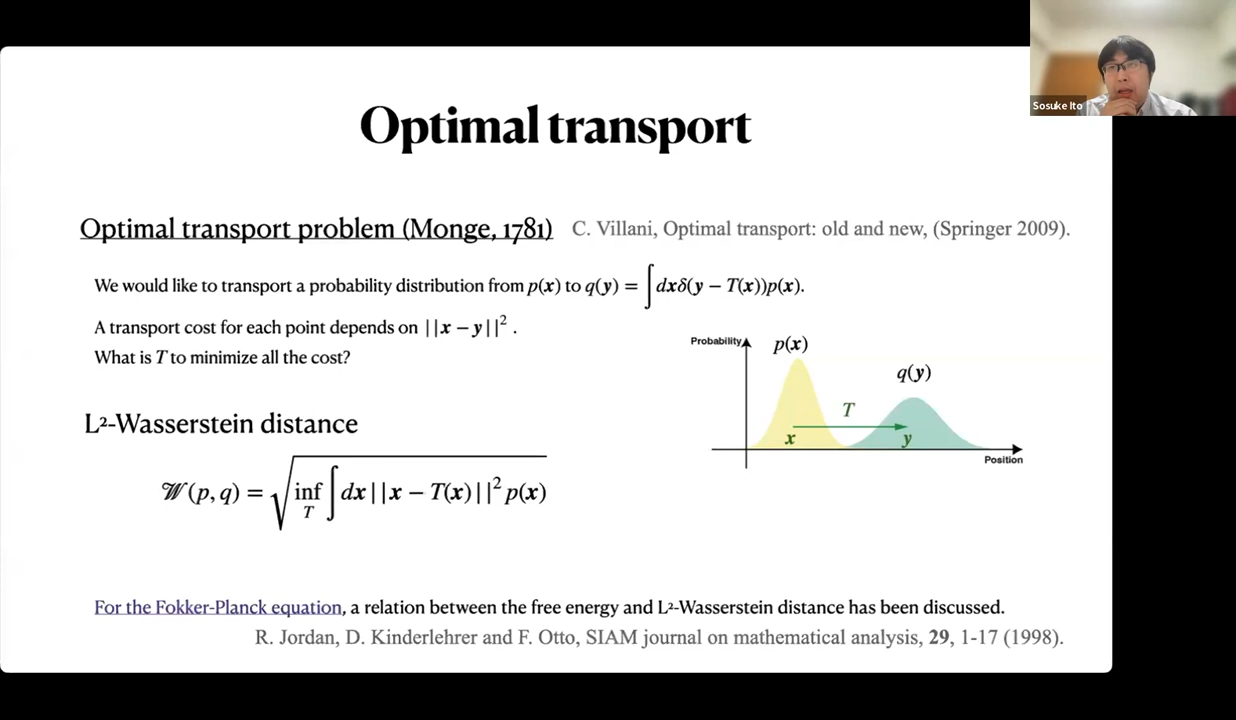 Sosuke Ito
Optimal transport
Optimal transport problem (Monge, 1781) C. Villani, Optimal transport: old and new, (Springer 2009).
We would like to transport a probability distribution from p(x) to q(y) = ∫dxδ(y − T(x))p(x).
A transport cost for each point depends on ||x − y||² .
What is T to minimize all the cost?
Probability
p(x)
q(y)
T
x
y
Position
L²-Wasserstein distance
𝒲(p, q) = √(inf_T ∫dx||x − T(x)||² p(x))
For the Fokker-Planck equation, a relation between the free energy and L²-Wasserstein distance has been discussed.
R. Jordan, D. Kinderlehrer and F. Otto, SIAM journal on mathematical analysis, 29, 1-17 (1998).